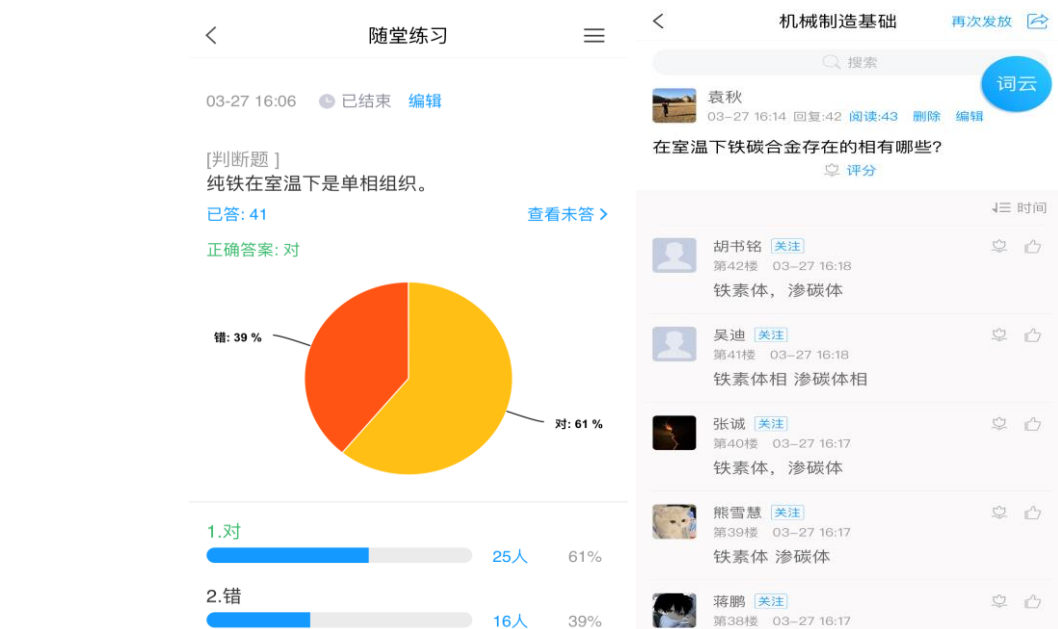 随堂练习
03-27 16:06 已结束 编辑
[判断题 ]
纯铁在室温下是单相组织。
已答: 41 查看未答
正确答案: 对
错: 39 %
对: 61 %
1.对
25人 61%
2.错
16人 39%
机械制造基础 再次发放
搜索
词云
袁秋
03-27 16:14 回复:42 阅读:43 删除 编辑
在室温下铁碳合金存在的相有哪些?
评分
时间
胡书铭 关注
第42楼 03-27 16:18
铁素体，渗碳体
吴迪 关注
第41楼 03-27 16:18
铁素体相 渗碳体相
张诚 关注
第40楼 03-27 16:17
铁素体，渗碳体
熊雪慧 关注
第39楼 03-27 16:17
铁素体 渗碳体
蒋鹏 关注
第38楼 03-27 16:17